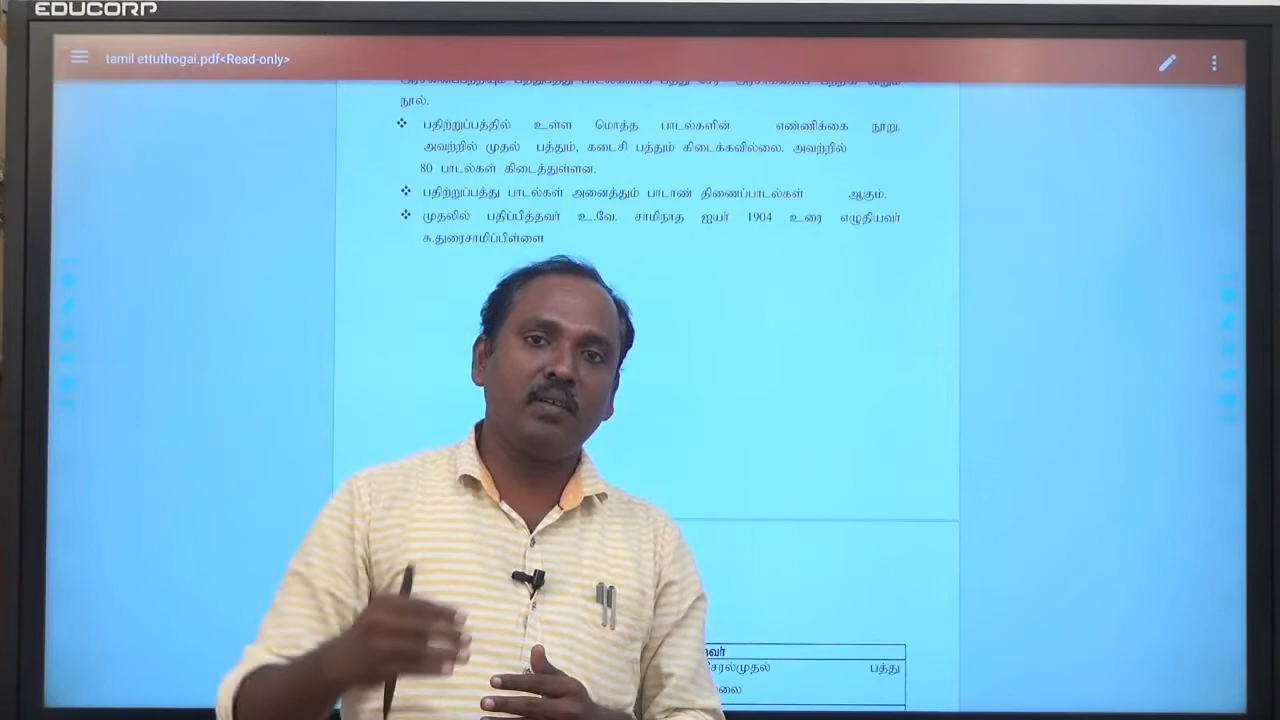 EDUCORP
tamil ettuthogai.pdf<Read-only>
நூல்.
பதிற்றுப்பத்தில் உள்ள மொத்த பாடல்களின் எண்ணிக்கை நூறு.
அவற்றில் முதல் பத்தும், கடைசி பத்தும் கிடைக்கவில்லை. அவற்றில்
80 பாடல்கள் கிடைத்துள்ளன.
பதிற்றுப்பத்து பாடல்கள் அனைத்தும் பாடாண் திணைப்பாடல்கள் ஆகும்.
முதலில் பதிப்பித்தவர் உ.வே. சாமிநாத ஐயர் 1904 உரை எழுதியவர்
சு.துரைசாமிப்பிள்ளை
சேரல்முதல் பத்து